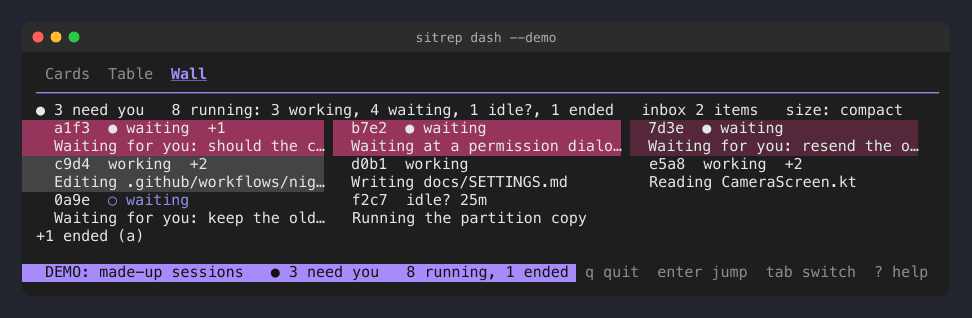 sitrep dash --demo
Cards Table Wall
● 3 need you 8 running: 3 working, 4 waiting, 1 idle?, 1 ended inbox 2 items size: compact
a1f3 ● waiting +1 b7e2 ● waiting 7d3e ● waiting
Waiting for you: should the c… Waiting at a permission dialo… Waiting for you: resend the o…
c9d4 working +2 d0b1 working e5a8 working +2
Editing .github/workflows/nig… Writing docs/SETTINGS.md Reading CameraScreen.kt
0a9e ○ waiting f2c7 idle? 25m
Waiting for you: keep the old… Running the partition copy
+1 ended (a)
DEMO: made-up sessions ● 3 need you 8 running, 1 ended q quit enter jump tab switch ? help